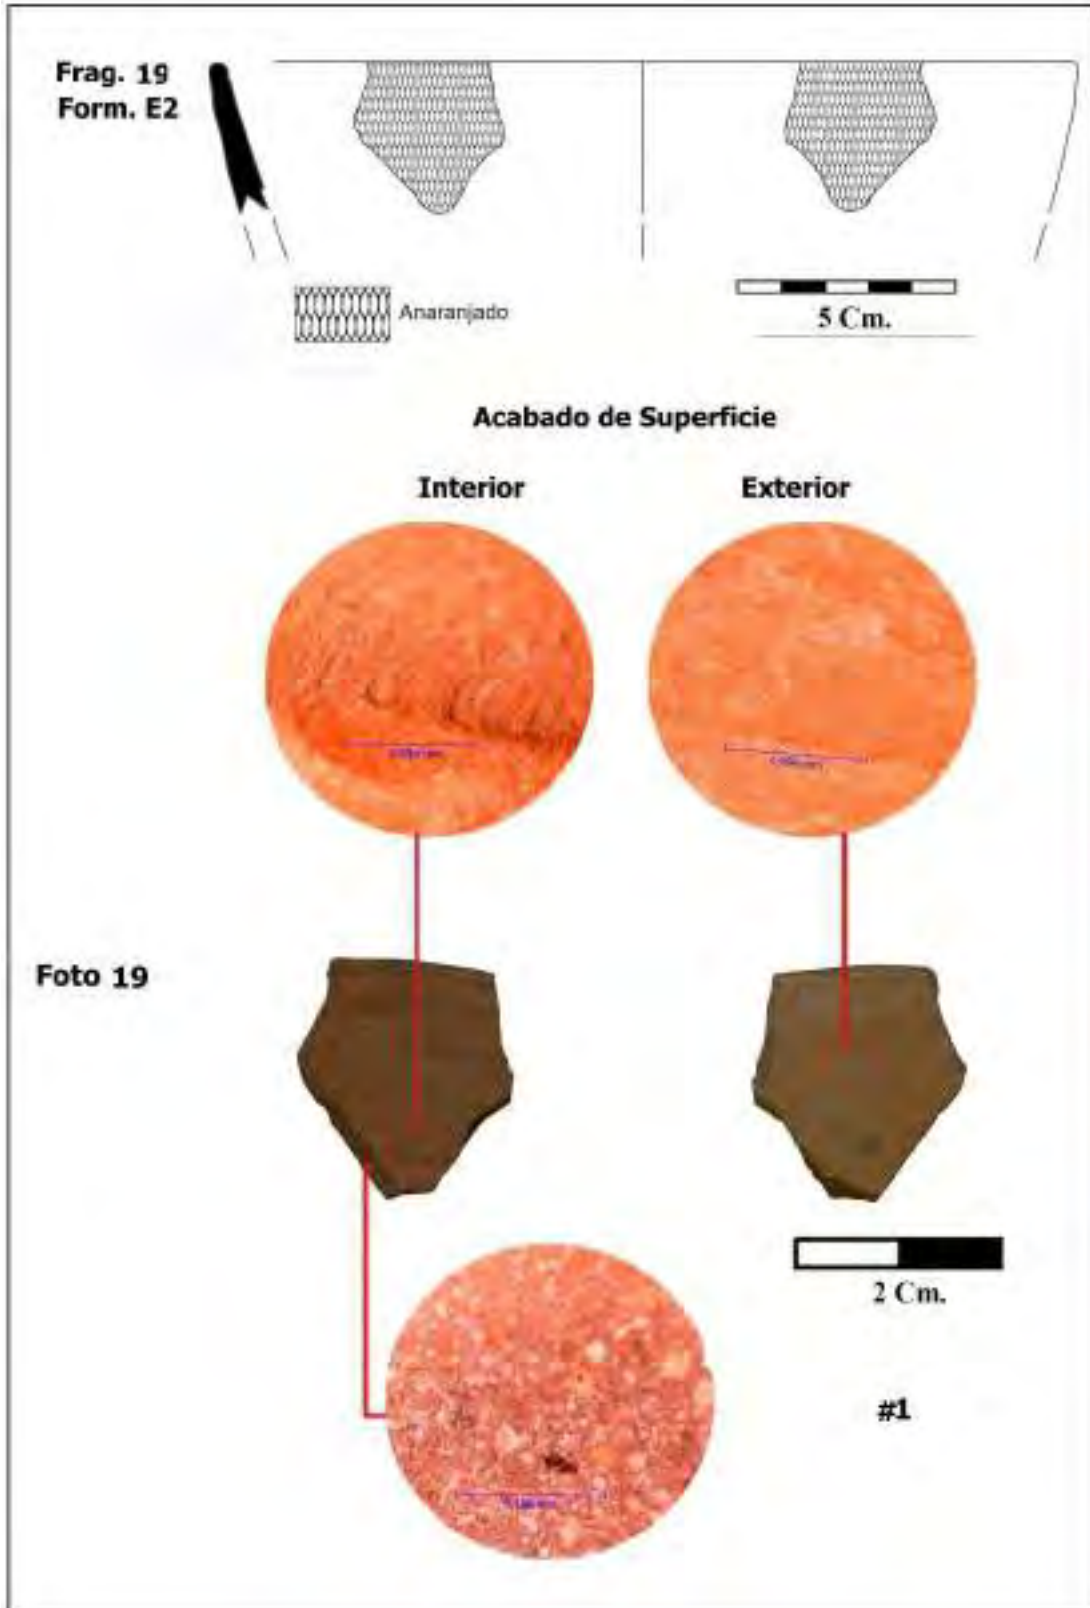 Frag. 19
Form. E2
Anaranjado
5 Cm.
Acabado de Superficie
Interior
Exterior
Foto 19
2 Cm.
#1